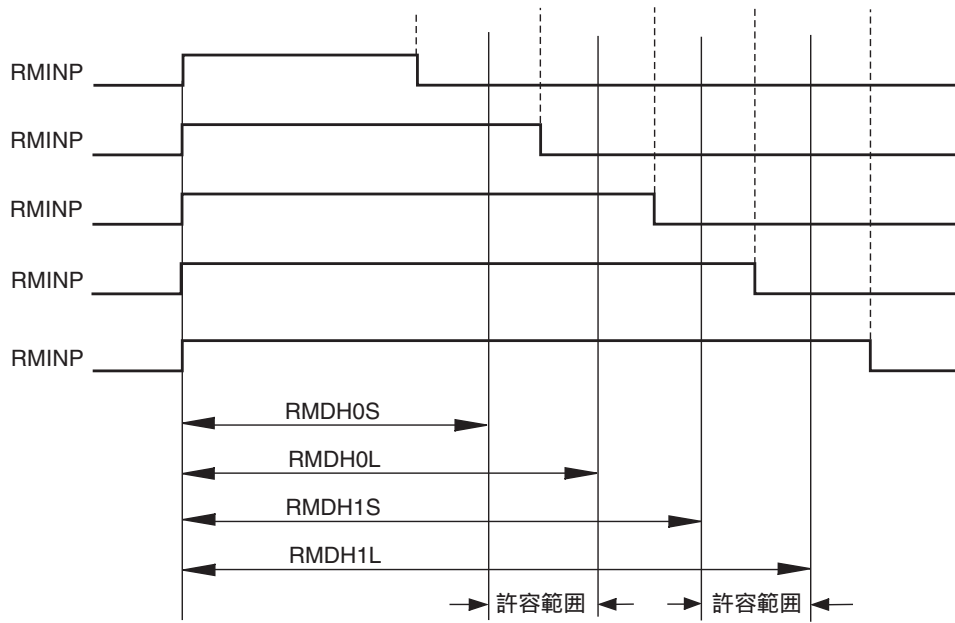 RMINP
RMINP
RMINP
RMINP
RMINP
RMDH0S
RMDH0L
RMDH1S
RMDH1L
許容範囲 許容範囲